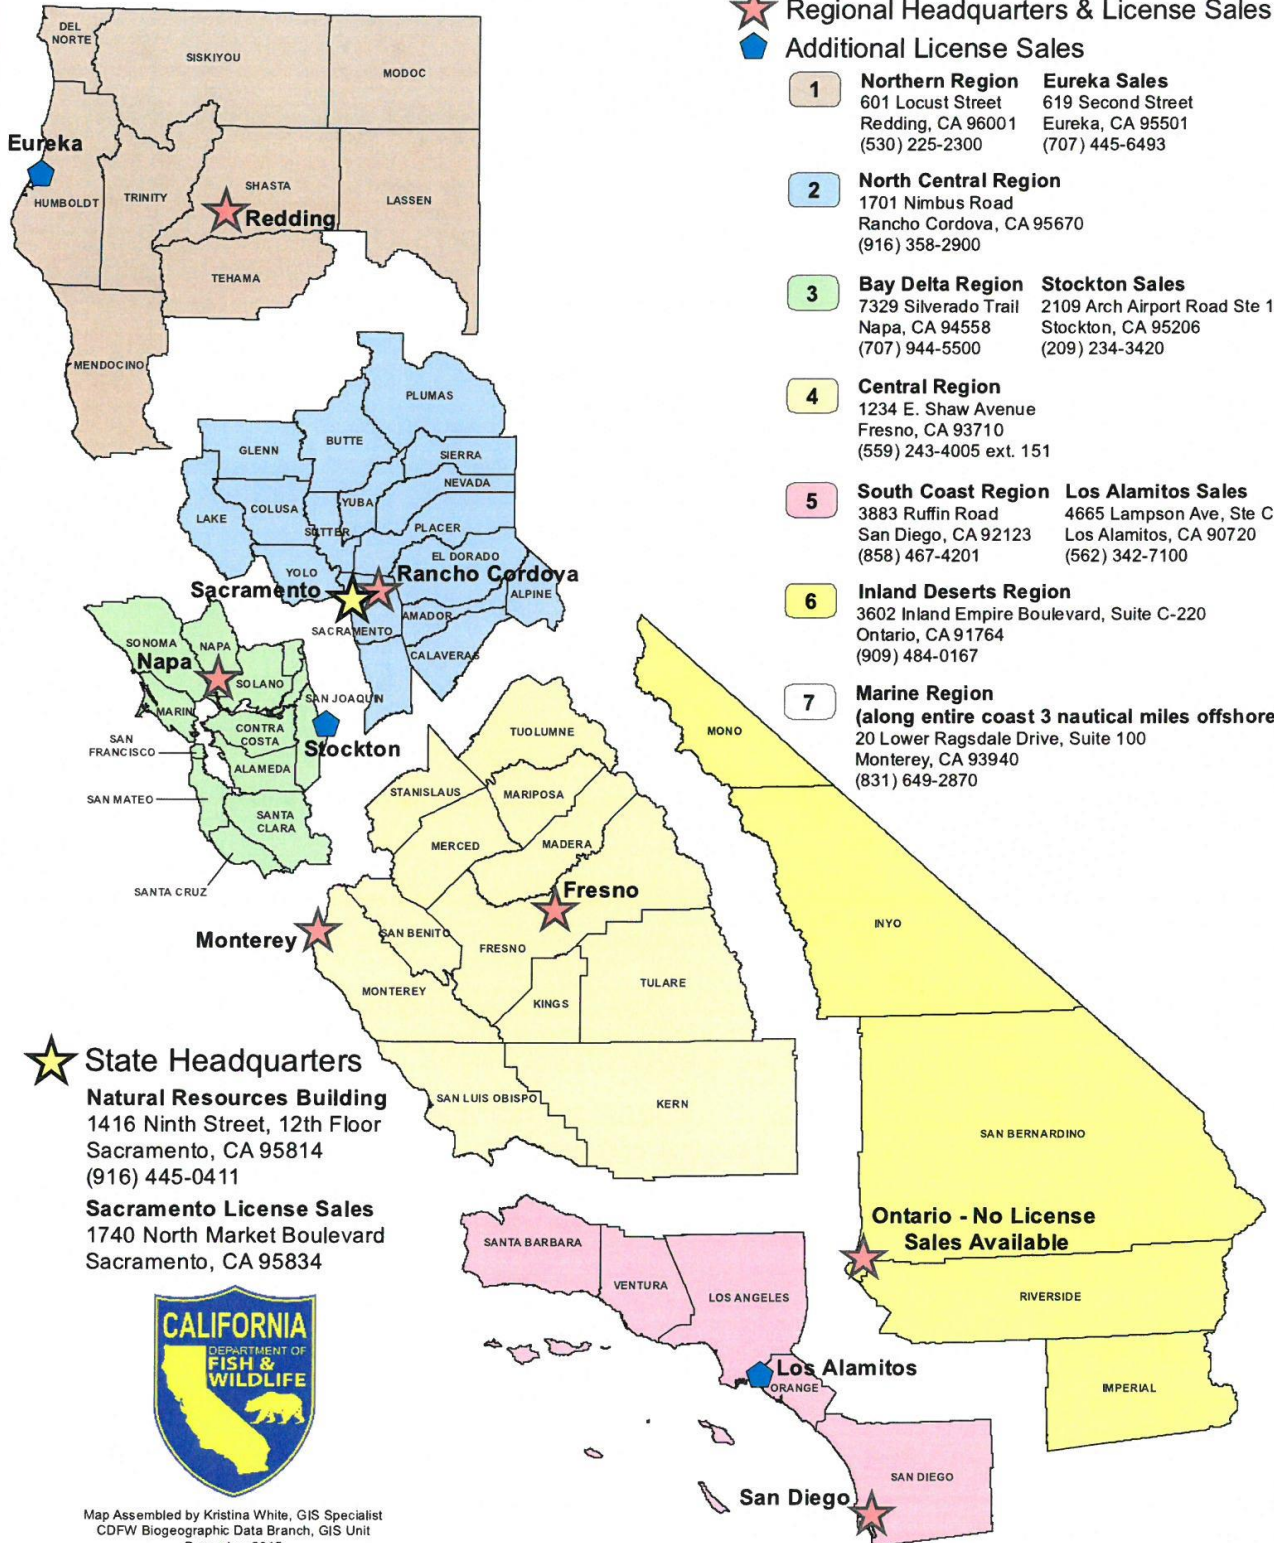 Regional Headquarters & License Sales
Additional License Sales
1
Northern Region
601 Locust Street
Redding, CA 96001
(530) 225-2300
Eureka Sales
619 Second Street
Eureka, CA 95501
(707) 445-6493
2
North Central Region
1701 Nimbus Road
Rancho Cordova, CA 95670
(916) 358-2900
3
Bay Delta Region
7329 Silverado Trail
Napa, CA 94558
(707) 944-5500
Stockton Sales
2109 Arch Airport Road Ste 1
Stockton, CA 95206
(209) 234-3420
4
Central Region
1234 E. Shaw Avenue
Fresno, CA 93710
(559) 243-4005 ext. 151
5
South Coast Region
3883 Ruffin Road
San Diego, CA 92123
(858) 467-4201
Los Alamitos Sales
4665 Lampson Ave, Ste C
Los Alamitos, CA 90720
(562) 342-7100
6
Inland Deserts Region
3602 Inland Empire Boulevard, Suite C-220
Ontario, CA 91764
(909) 484-0167
7
Marine Region
(along entire coast 3 nautical miles offshore
20 Lower Ragsdale Drive, Suite 100
Monterey, CA 93940
(831) 649-2870
DEL
NORTE
SISKIYOU
MODOC
Eureka
HUMBOLDT
TRINITY
SHASTA
Redding
LASSEN
TEHAMA
MENDOCINO
PLUMAS
GLENN
BUTTE
SIERRA
NEVADA
LAKE
COLUSA
SUTTER
YUBA
PLACER
YOLO
EL DORADO
Sacramento
Rancho Cordova
ALPINE
AMADOR
SACRAMENTO
CALAVERAS
SONOMA
NAPA
Napa
SOLANO
SAN JOAQUIN
MARIN
CONTRA
COSTA
Stockton
SAN
FRANCISCO
ALAMEDA
SAN MATEO
SANTA
CLARA
SANTA CRUZ
TUOLUMNE
STANISLAUS
MARIPOSA
MERCED
MADERA
Fresno
Monterey
SAN BENITO
FRESNO
MONTEREY
KINGS
TULARE
SAN LUIS OBISPO
KERN
MONO
INYO
SAN BERNARDINO
Ontario - No License
Sales Available
RIVERSIDE
IMPERIAL
State Headquarters
Natural Resources Building
1416 Ninth Street, 12th Floor
Sacramento, CA 95814
(916) 445-0411
Sacramento License Sales
1740 North Market Boulevard
Sacramento, CA 95834
SANTA BARBARA
VENTURA
LOS ANGELES
Los Alamitos
ORANGE
SAN DIEGO
San Diego
CALIFORNIA
DEPARTMENT OF
FISH &
WILDLIFE
Map Assembled by Kristina White, GIS Specialist
CDFW Biogeographic Data Branch, GIS Unit